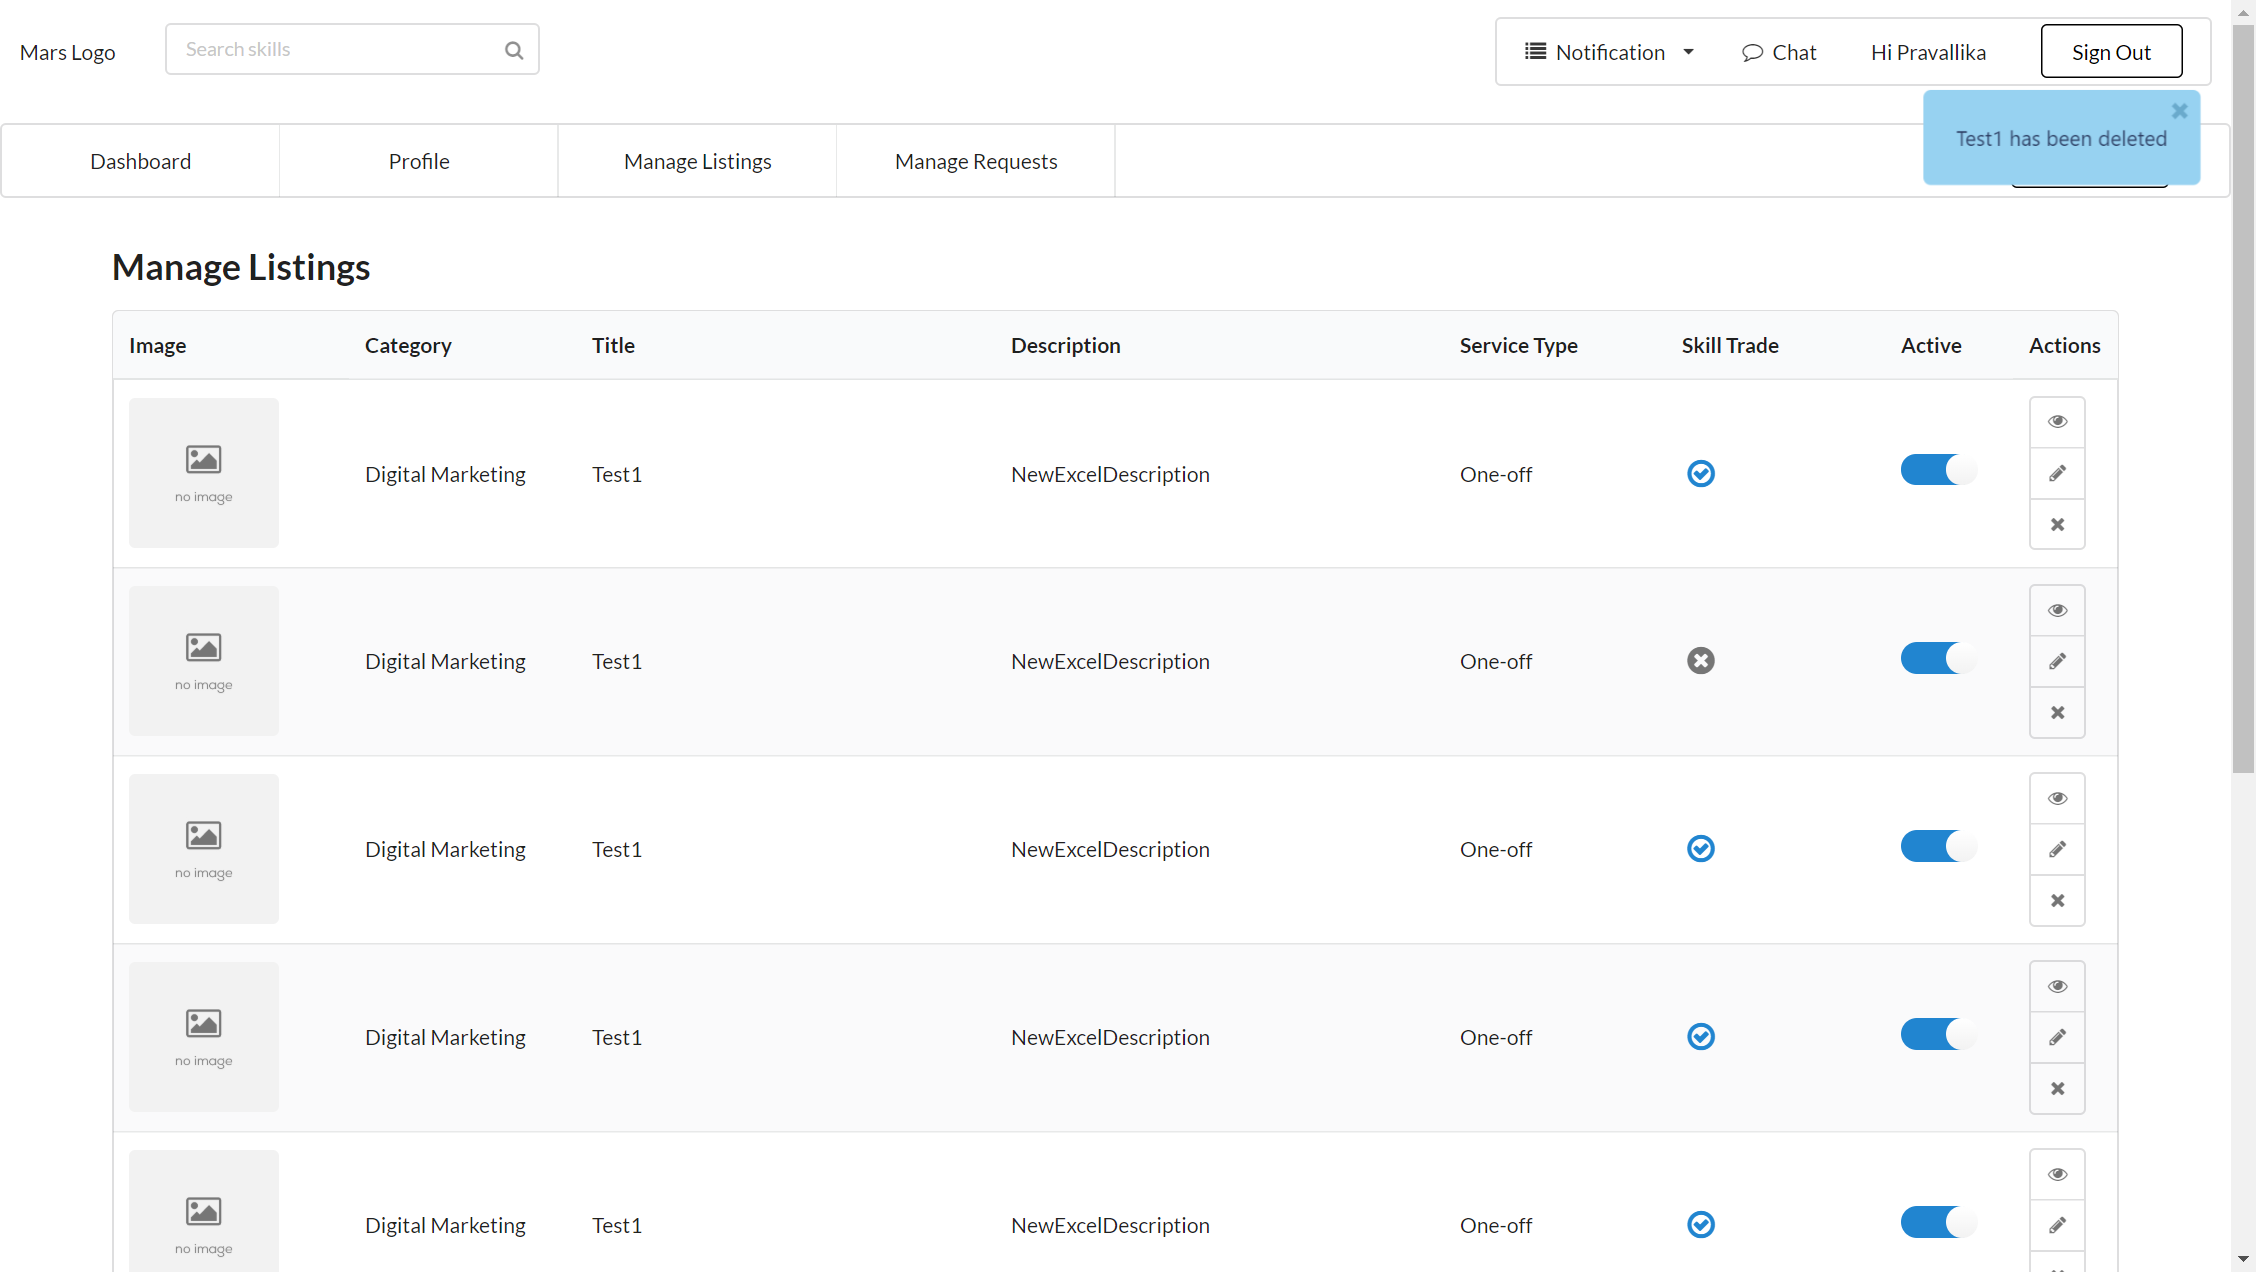 Mars Logo
Search skills
Notification
Chat
Hi Pravallika
Sign Out
Test1 has been deleted
Dashboard
Profile
Manage Listings
Manage Requests
Manage Listings
Image Category Title Description Service Type Skill Trade Active Actions
no image
Digital Marketing Test1 NewExcelDescription One-off
no image
Digital Marketing Test1 NewExcelDescription One-off
no image
Digital Marketing Test1 NewExcelDescription One-off
no image
Digital Marketing Test1 NewExcelDescription One-off
no image
Digital Marketing Test1 NewExcelDescription One-off